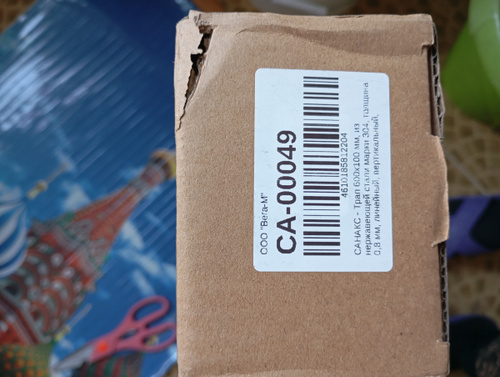 ООО "Вега-М"
СА-00049
4610185812204
САНАКС - Трап 600х100 мм, из
нержавеющей стали марки 304, толщина
0,8 мм, линейный, вертикальный,